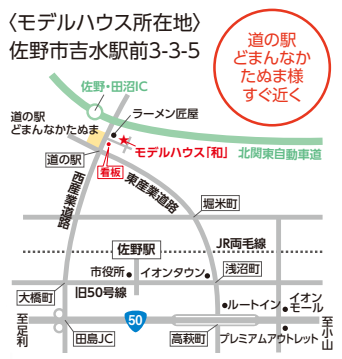 〈モデルハウス所在地〉
佐野市吉水駅前3-3-5
道の駅
どまんなか
たぬま様
すぐ近く
佐野・田沼IC
ラーメン匠屋
道の駅
どまんなかたぬま
モデルハウス「和」
北関東自動車道
道の駅
看板
西産業道路
東産業道路
堀米町
佐野駅
JR両毛線
市役所
イオンタウン
浅沼町
大橋町
旧50号線
ルートイン
イオン
モール
至足利
50
至小山
田島JC
高萩町
プレミアムアウトレット